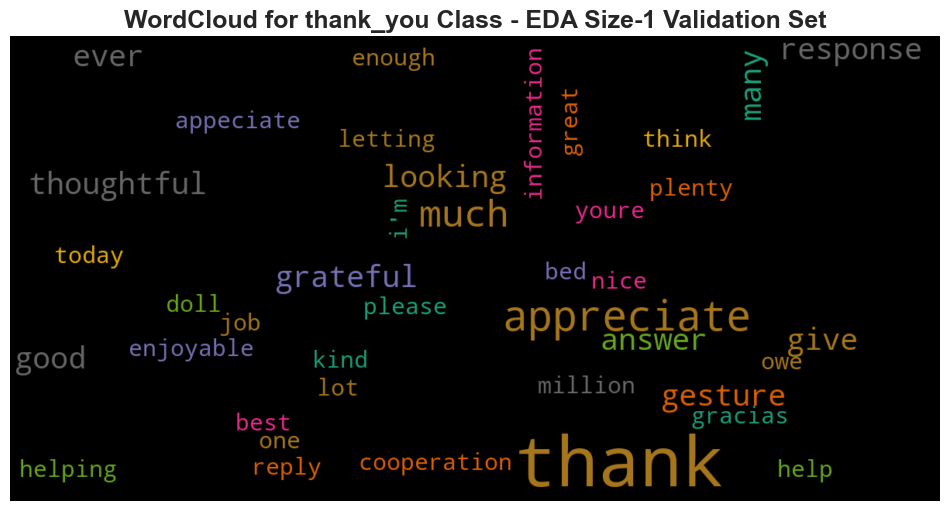 WordCloud for thank_you Class - EDA Size-1 Validation Set
ever
enough
information
great
many
response
appeciate
letting
think
thoughtful
looking
plenty
i'm
much
youre
today
grateful
bed
nice
doll
please
appreciate
job
answer
give
enjoyable
good
kind
owe
lot
million
gesture
gracias
best
one
helping
reply
cooperation
thank
help